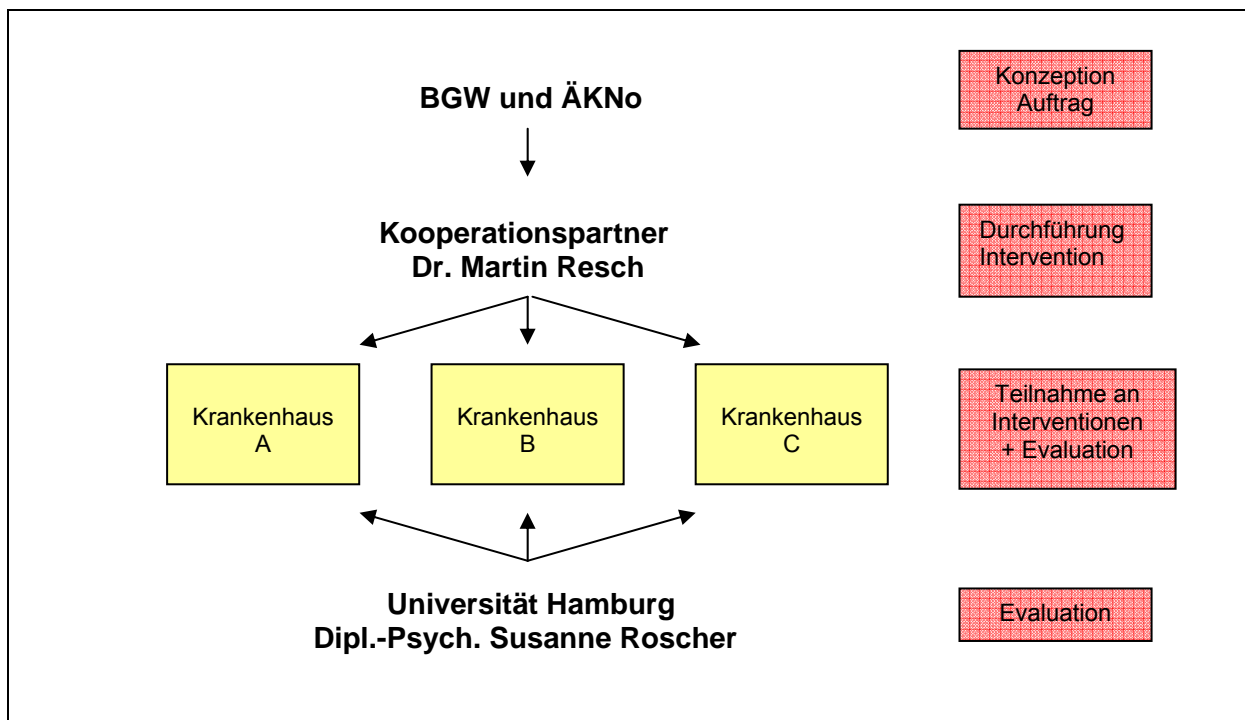 BGW und ÄKNo
Konzeption
Auftrag
Kooperationspartner
Dr. Martin Resch
Durchführung
Intervention
Krankenhaus
A
Krankenhaus
B
Krankenhaus
C
Teilnahme an
Interventionen
+ Evaluation
Universität Hamburg
Dipl.-Psych. Susanne Roscher
Evaluation